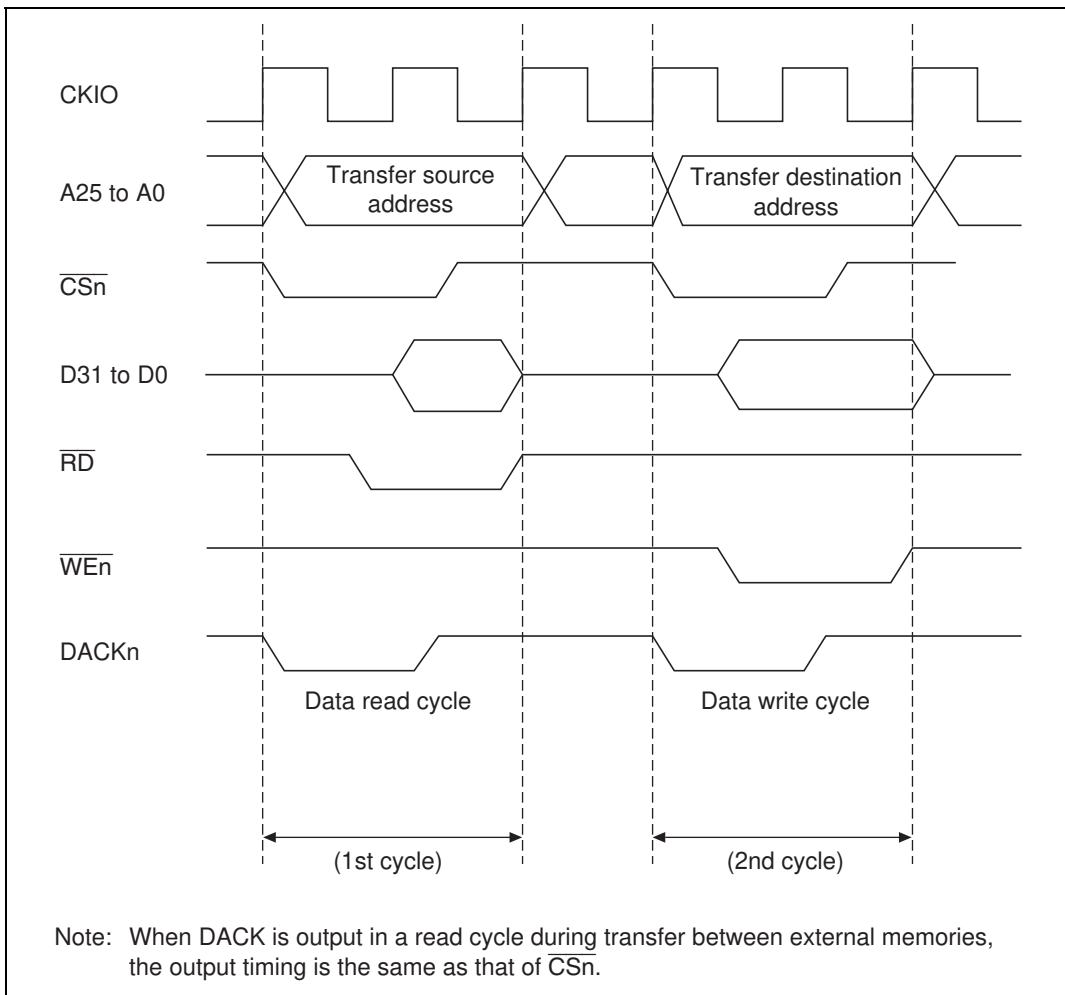 CKIO
A25 to A0
Transfer source
address
Transfer destination
address
CSn
D31 to D0
RD
WEn
DACKn
Data read cycle
Data write cycle
(1st cycle)
(2nd cycle)
Note: When DACK is output in a read cycle during transfer between external memories,
the output timing is the same as that of CSn.